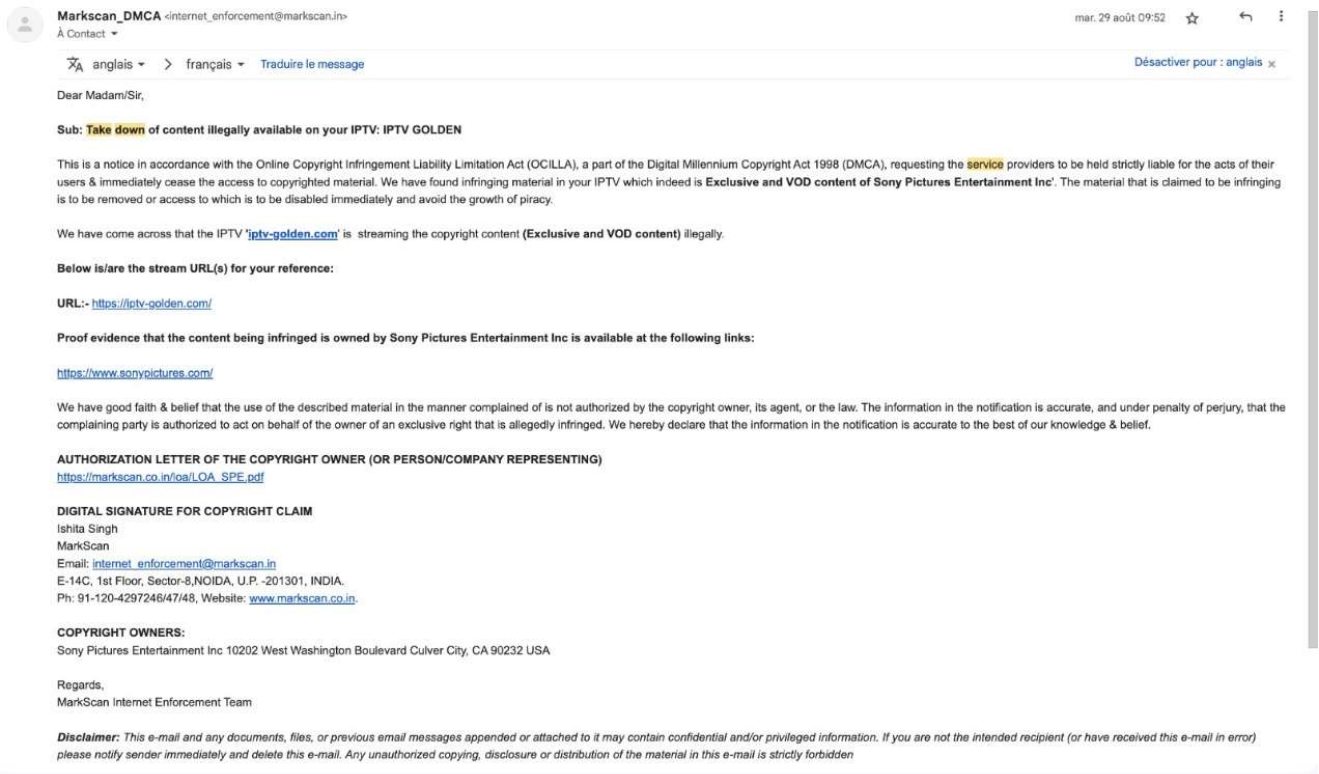 Markscan_DMCA <internet_enforcement@markscan.in>
mar. 29 août 09:52
À Contact
anglais > français Traduire le message
Désactiver pour : anglais x
Dear Madam/Sir,
Sub: Take down of content illegally available on your IPTV: IPTV GOLDEN
This is a notice in accordance with the Online Copyright Infringement Liability Limitation Act (OCILLA), a part of the Digital Millennium Copyright Act 1998 (DMCA), requesting the service providers to be held strictly liable for the acts of their
users & immediately cease the access to copyrighted material. We have found infringing material in your IPTV which indeed is Exclusive and VOD content of Sony Pictures Entertainment Inc'. The material that is claimed to be infringing
is to be removed or access to which is to be disabled immediately and avoid the growth of piracy.
We have come across that the IPTV 'iptv-golden.com' is streaming the copyright content (Exclusive and VOD content) illegally.
Below is/are the stream URL(s) for your reference:
URL:- https://iptv-golden.com/
Proof evidence that the content being infringed is owned by Sony Pictures Entertainment Inc is available at the following links:
https://www.sonypictures.com/
We have good faith & belief that the use of the described material in the manner complained of is not authorized by the copyright owner, its agent, or the law. The information in the notification is accurate, and under penalty of perjury, that the
complaining party is authorized to act on behalf of the owner of an exclusive right that is allegedly infringed. We hereby declare that the information in the notification is accurate to the best of our knowledge & belief.
AUTHORIZATION LETTER OF THE COPYRIGHT OWNER (OR PERSON/COMPANY REPRESENTING)
https://markscan.co.in/loa/LOA_SPE.pdf
DIGITAL SIGNATURE FOR COPYRIGHT CLAIM
Ishita Singh
MarkScan
Email: internet_enforcement@markscan.in
E-14C, 1st Floor, Sector-8,NOIDA, U.P. -201301, INDIA.
Ph: 91-120-4297246/47/48, Website: www.markscan.co.in.
COPYRIGHT OWNERS:
Sony Pictures Entertainment Inc 10202 West Washington Boulevard Culver City, CA 90232 USA
Regards,
MarkScan Internet Enforcement Team
Disclaimer: This e-mail and any documents, files, or previous email messages appended or attached to it may contain confidential and/or privileged information. If you are not the intended recipient (or have received this e-mail in error)
please notify sender immediately and delete this e-mail. Any unauthorized copying, disclosure or distribution of the material in this e-mail is strictly forbidden